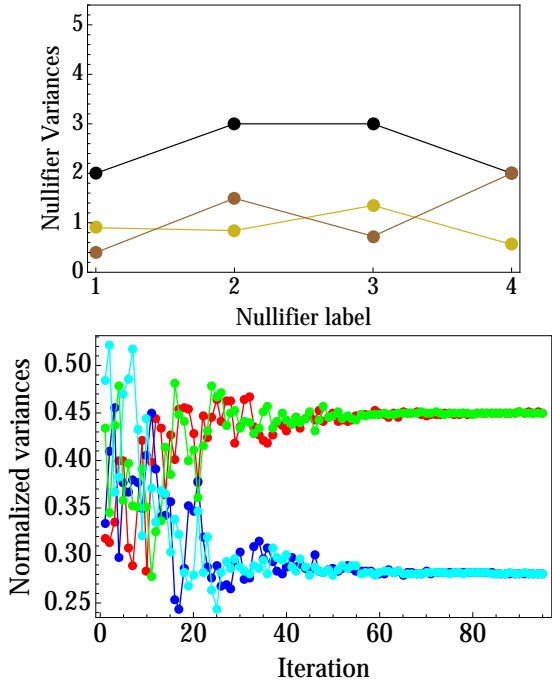 Nullifier Variances
5
4
3
2
1
0
1 2 3 4
Nullifier label
Normalized variances
0.50
0.45
0.40
0.35
0.30
0.25
0 20 40 60 80
Iteration